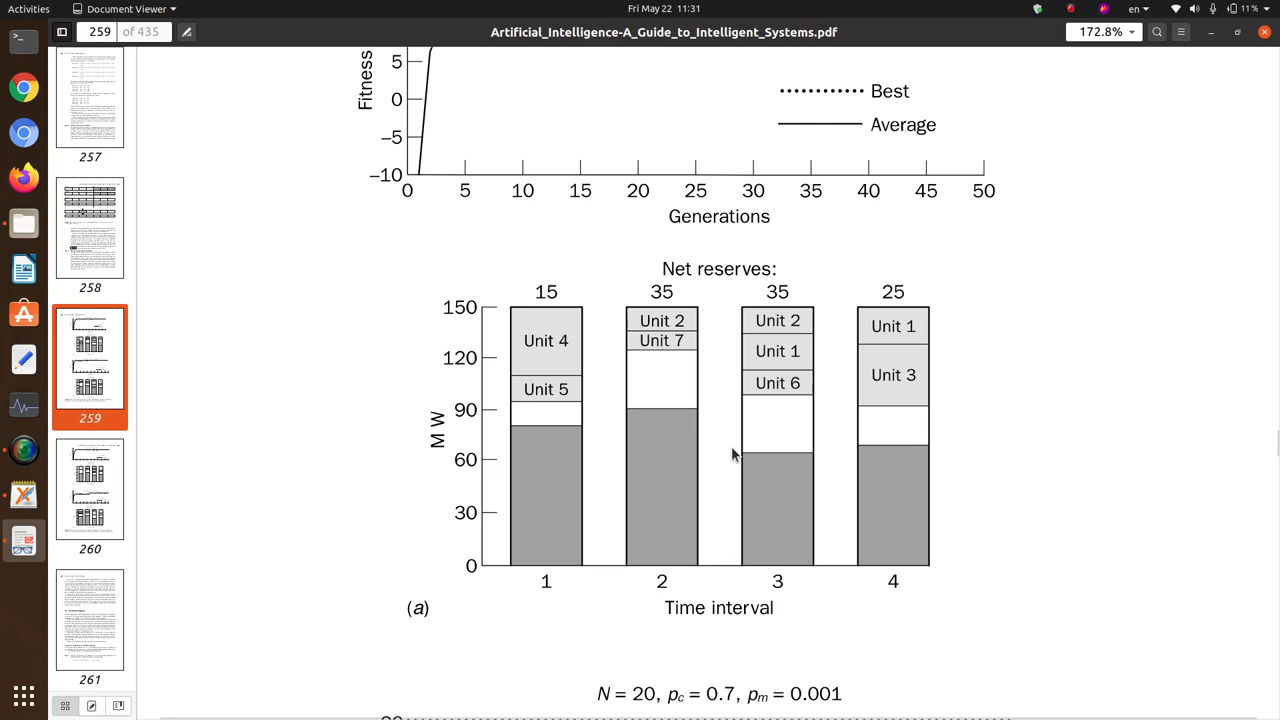 Activities
Document Viewer
Fri May 22 11:31
en
11%
259
of 435
Artificial_Intelligence-A_Guide_to_Intelligent_Systems.pdf
172.8%
257
258
259
260
261
Fitness
5
0
−5
−10
Best
Average
0 5 10 15 20 25 30 35 40 45 50
Generations
Net reserves:
15 35 35 25
150
120
90
60
30
0
M W
Unit 4
Unit 5
Unit 2
Unit 7
Unit 2
Unit 1
Unit 6
Unit 1
Unit 3
1 2 3 4
(a)
Time interval
N = 20, pc = 0.7, pm = 0.001